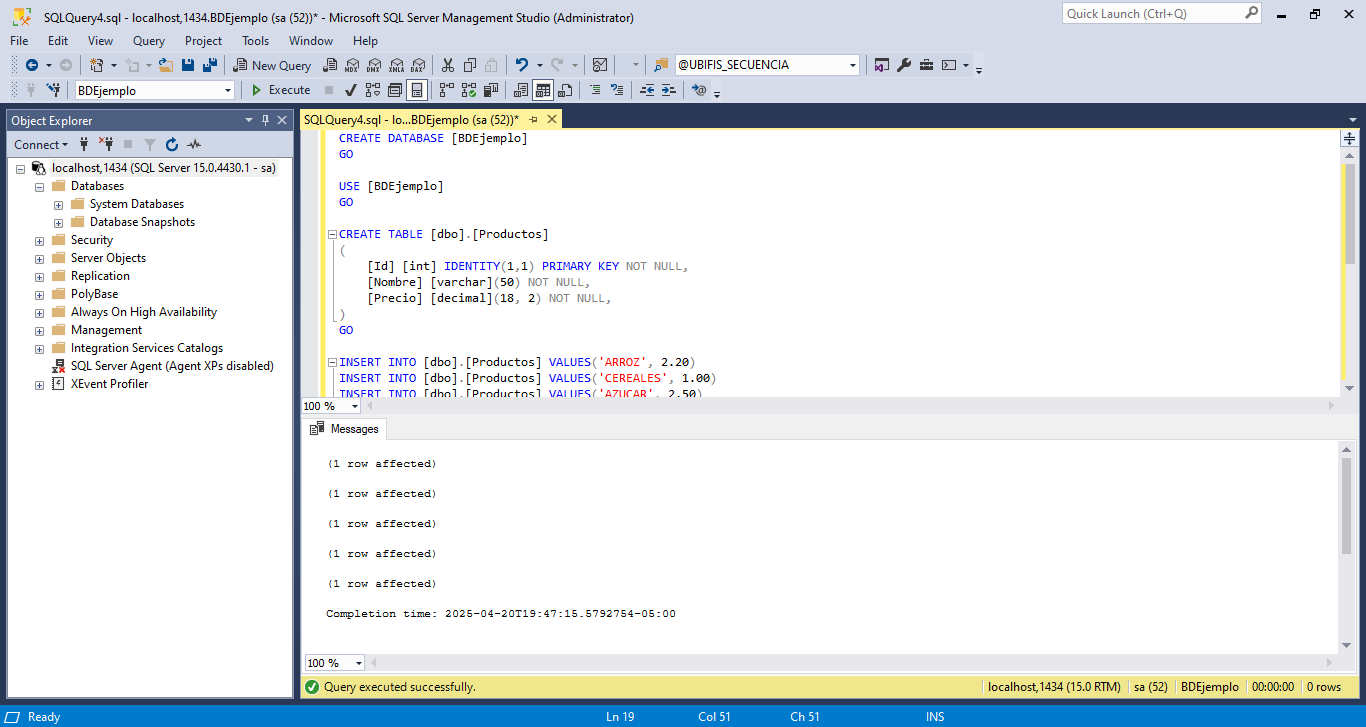 SQLQuery4.sql - localhost,1434.BDEjemplo (sa (52))* - Microsoft SQL Server Management Studio (Administrator)
Quick Launch (Ctrl+Q)
File Edit View Query Project Tools Window Help
New Query MDX DMX XMLA DAX @UBIFIS_SECUENCIA
BDEjemplo Execute
Object Explorer
Connect
localhost,1434 (SQL Server 15.0.4430.1 - sa)
Databases
System Databases
Database Snapshots
Security
Server Objects
Replication
PolyBase
Always On High Availability
Management
Integration Services Catalogs
SQL Server Agent (Agent XPs disabled)
XEvent Profiler
SQLQuery4.sql - lo...BDEjemplo (sa (52))*
CREATE DATABASE [BDEjemplo]
GO
USE [BDEjemplo]
GO
CREATE TABLE [dbo].[Productos]
(
[Id] [int] IDENTITY(1,1) PRIMARY KEY NOT NULL,
[Nombre] [varchar](50) NOT NULL,
[Precio] [decimal](18, 2) NOT NULL,
)
GO
INSERT INTO [dbo].[Productos] VALUES('ARROZ', 2.20)
INSERT INTO [dbo].[Productos] VALUES('CEREALES', 1.00)
INSERT INTO [dbo].[Productos] VALUES('AZUCAR', 2.50)
100 %
Messages
(1 row affected)
(1 row affected)
(1 row affected)
(1 row affected)
(1 row affected)
Completion time: 2025-04-20T19:47:15.5792754-05:00
100 %
Query executed successfully. localhost,1434 (15.0 RTM) sa (52) BDEjemplo 00:00:00 0 rows
Ready Ln 19 Col 51 Ch 51 INS